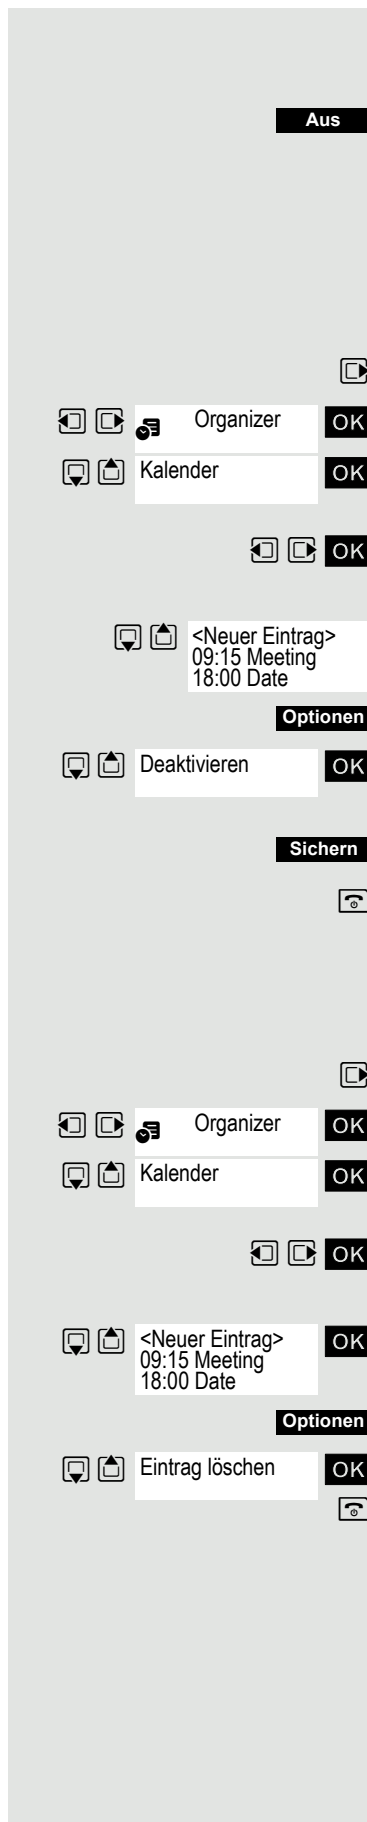 Aus
Organizer OK
Kalender OK
OK
<Neuer Eintrag>
09:15 Meeting
18:00 Date
Optionen
Deaktivieren OK
Sichern
Organizer OK
Kalender OK
OK
<Neuer Eintrag> OK
09:15 Meeting
18:00 Date
Optionen
Eintrag löschen OK